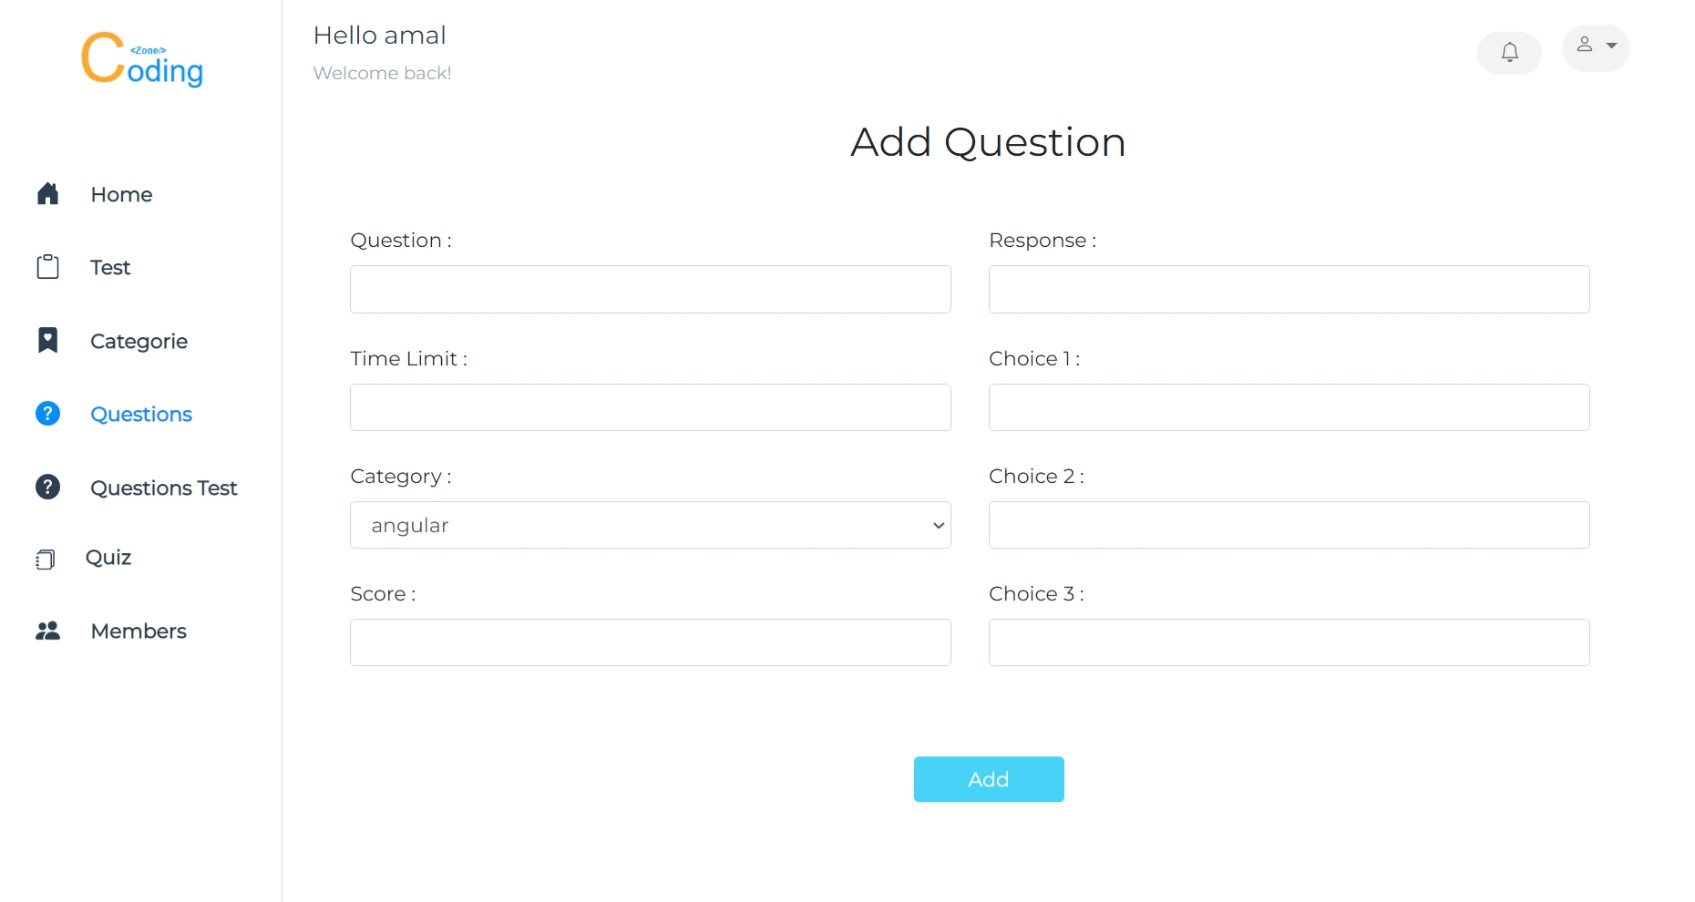 <Zone/>
Coding
Home
Test
Categorie
Questions
Questions Test
Quiz
Members
Hello amal
Welcome back!
Add Question
Question :
Response :
Time Limit :
Choice 1 :
Category :
angular
Choice 2 :
Score :
Choice 3 :
Add